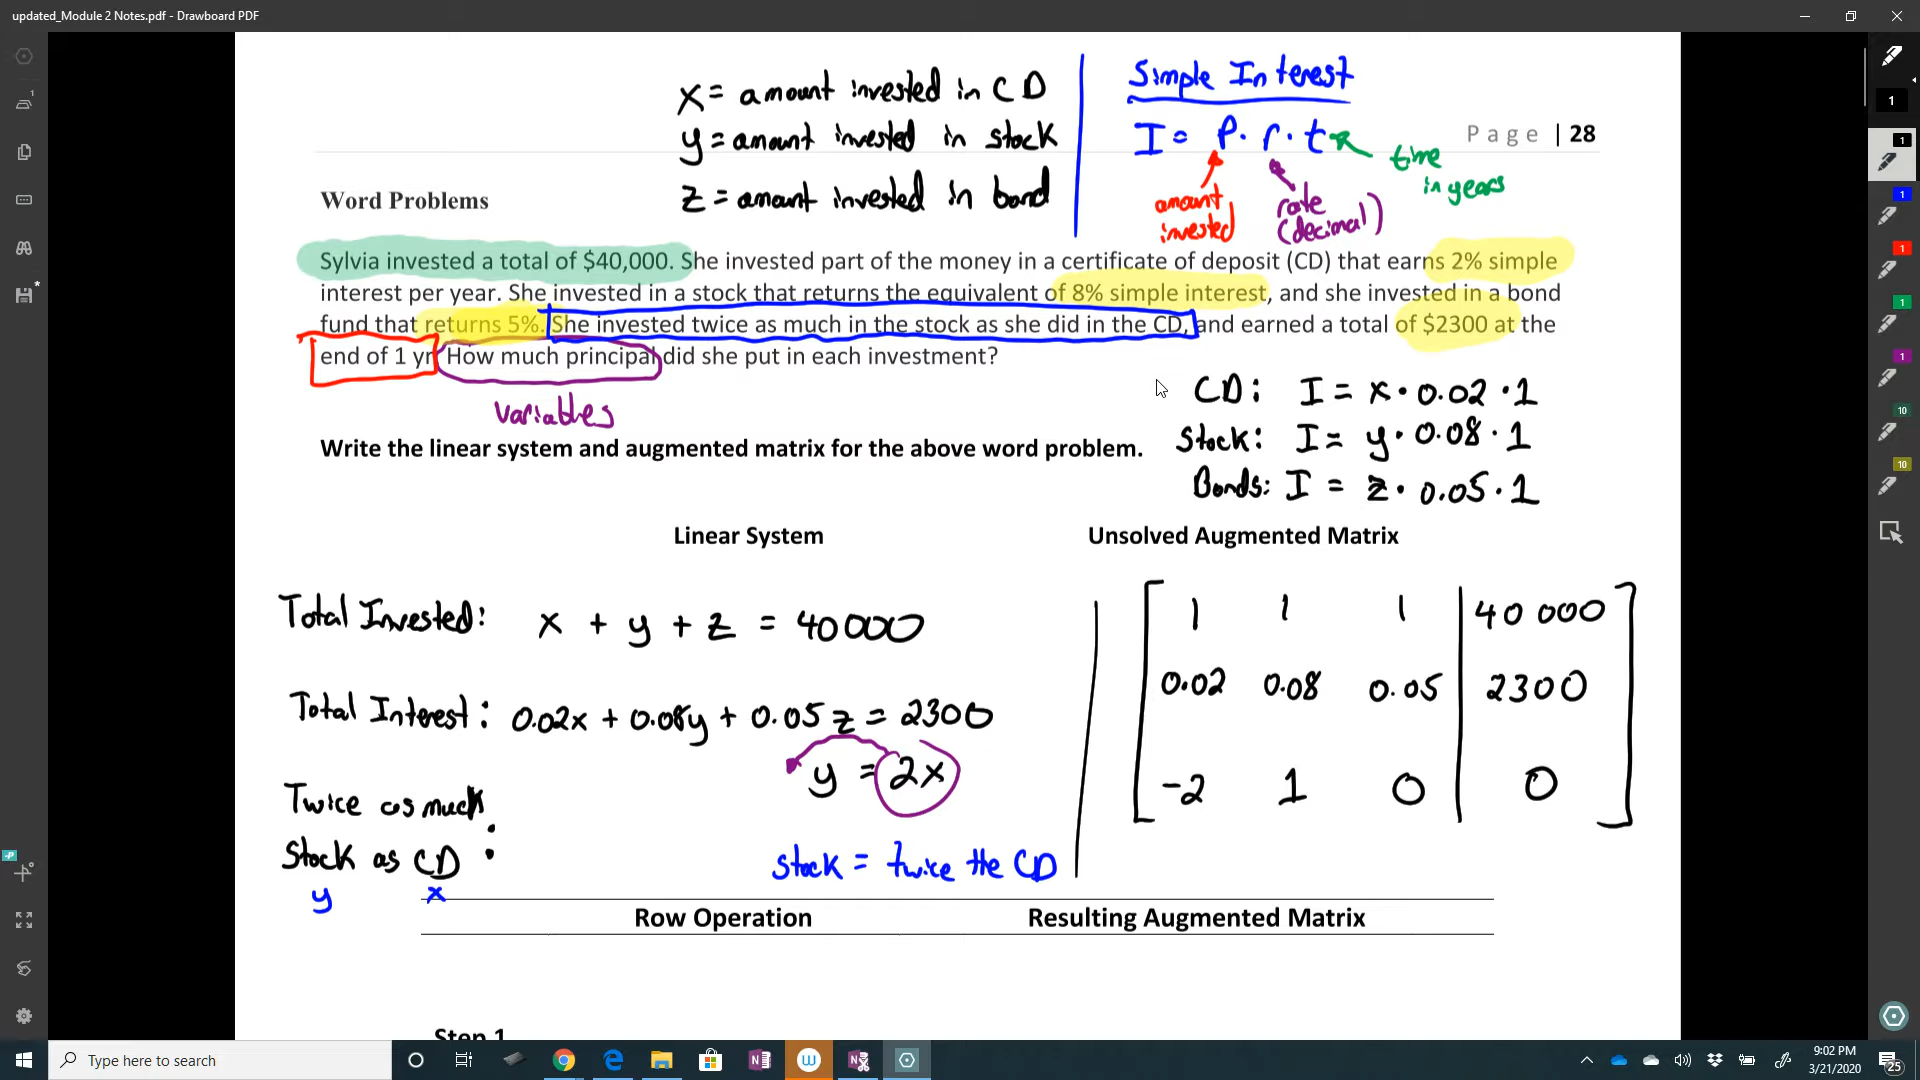 updated_Module 2 Notes.pdf - Drawboard PDF
x = amount invested in CD
y = amount invested in stock
z = amount invested in bond
Simple Interest
I = P · r · t
time
in years
amount
invested
rate
(decimal)
Page | 28
Word Problems
Sylvia invested a total of $40,000. She invested part of the money in a certificate of deposit (CD) that earns 2% simple
interest per year. She invested in a stock that returns the equivalent of 8% simple interest, and she invested in a bond
fund that returns 5%. She invested twice as much in the stock as she did in the CD, and earned a total of $2300 at the
end of 1 yr. How much principal did she put in each investment?
variables
CD: I = x · 0.02 · 1
Stock: I = y · 0.08 · 1
Bonds: I = z · 0.05 · 1
Write the linear system and augmented matrix for the above word problem.
Linear System
Unsolved Augmented Matrix
Total Invested: x + y + z = 40000
Total Interest: 0.02x + 0.08y + 0.05z = 2300
y = 2x
Twice as much
Stock as CD :
y x
stock = twice the CD
1 1 1 40 000
0.02 0.08 0.05 2300
-2 1 0 0
Row Operation
Resulting Augmented Matrix
Step 1
1
1
1
1
1
1
10
10
Type here to search
9:02 PM
3/21/2020
25